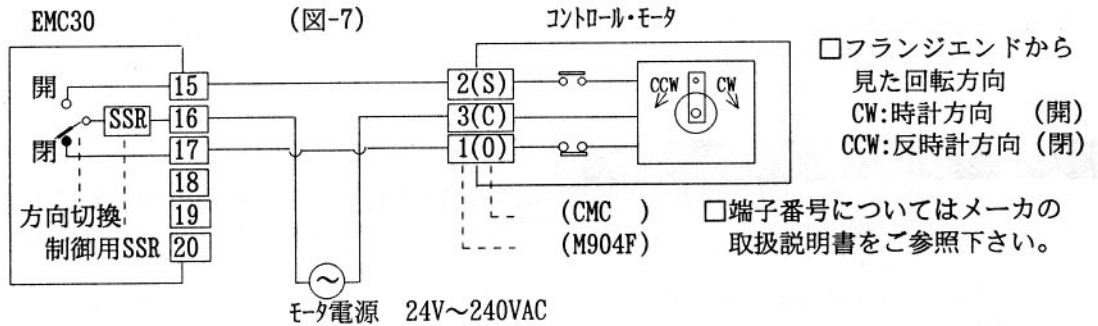 EMC30 (図-7) コントロール・モータ
開 15 2(S)
SSR 16 3(C)
閉 17 1(O)
18
19
20
方向切換
制御用SSR
CCW CW
(CMC )
(M904F)
モータ電源 24V～240VAC
□フランジエンドから
見た回転方向
CW:時計方向 (開)
CCW:反時計方向 (閉)
□端子番号についてはメーカの
取扱説明書をご参照下さい。